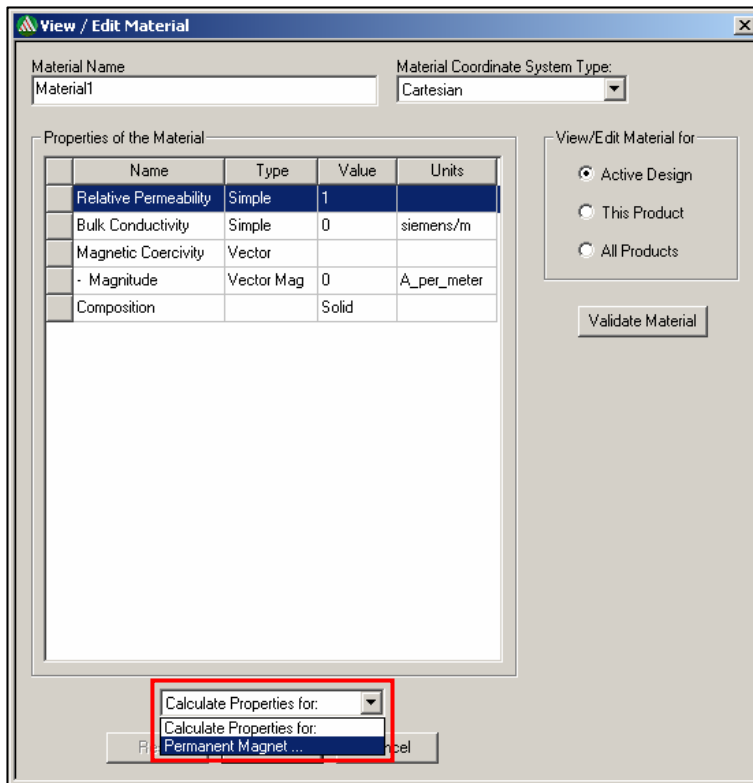 View / Edit Material
Material Name
Material Coordinate System Type:
Material1
Cartesian
Properties of the Material
Name Type Value Units
Relative Permeability Simple 1
Bulk Conductivity Simple 0 siemens/m
Magnetic Coercivity Vector
- Magnitude Vector Mag 0 A_per_meter
Composition Solid
View/Edit Material for
Active Design
This Product
All Products
Validate Material
Calculate Properties for:
Calculate Properties for:
Permanent Magnet ...